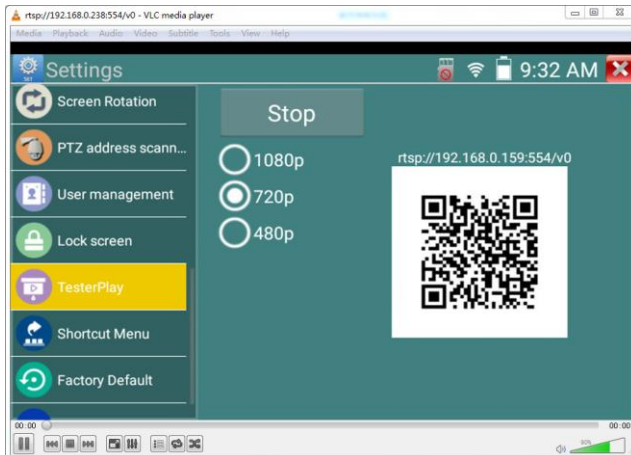 rtsp://192.168.0.238:554/v0 - VLC media player
Media Playback Audio Video Subtitle Tools View Help
Settings
9:32 AM
SET
Screen Rotation
Stop
PTZ address scann...
1080p
rtsp://192.168.0.159:554/v0
User management
720p
Lock screen
480p
TesterPlay
Shortcut Menu
Factory Default
00:00
00:00
90%